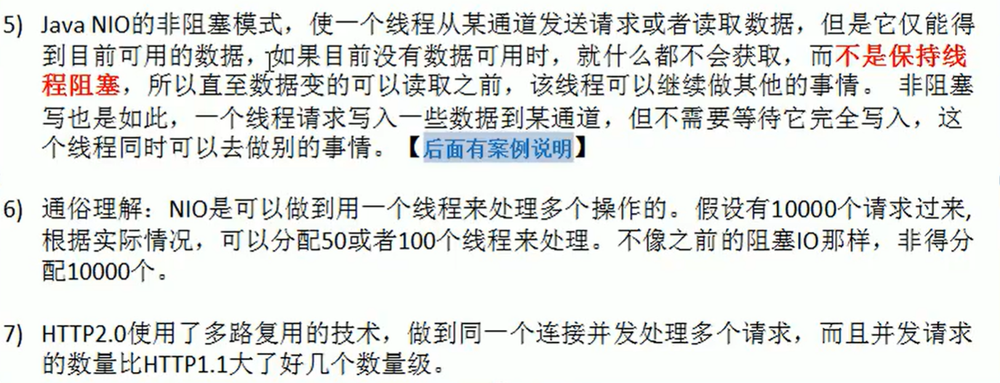 5) Java NIO的非阻塞模式，使一个线程从某通道发送请求或者读取数据，但是它仅能得
到目前可用的数据，如果目前没有数据可用时，就什么都不会获取，而不是保持线
程阻塞，所以直至数据变的可以读取之前，该线程可以继续做其他的事情。 非阻塞
写也是如此，一个线程请求写入一些数据到某通道，但不需要等待它完全写入，这
个线程同时可以去做别的事情。【后面有案例说明】
6) 通俗理解：NIO是可以做到用一个线程来处理多个操作的。假设有10000个请求过来,
根据实际情况，可以分配50或者100个线程来处理。不像之前的阻塞IO那样，非得分
配10000个。
7) HTTP2.0使用了多路复用的技术，做到同一个连接并发处理多个请求，而且并发请求
的数量比HTTP1.1大了好几个数量级。